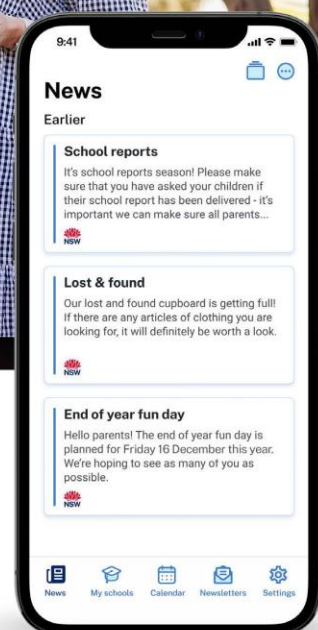 9:41
News
Earlier
School reports
It's school reports season! Please make
sure that you have asked your children if
their school report has been delivered - it's
important we can make sure all parents...
NSW
Lost & found
Our lost and found cupboard is getting full!
If there are any articles of clothing you are
looking for, it will definitely be worth a look.
NSW
End of year fun day
Hello parents! The end of year fun day is
planned for Friday 16 December this year.
We're hoping to see as many of you as
possible.
NSW
News My schools Calendar Newsletters Settings